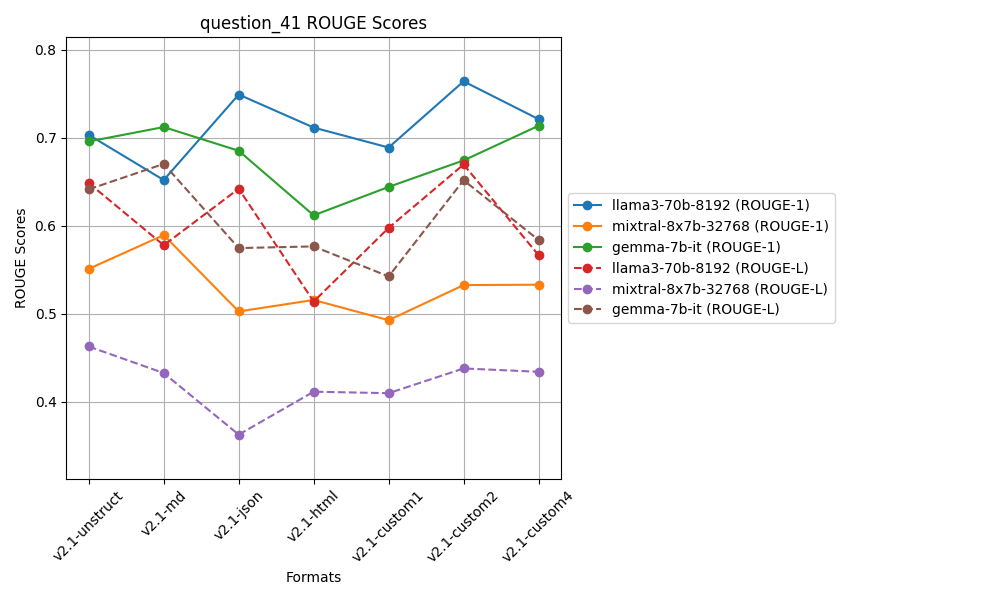 question_41 ROUGE Scores
ROUGE Scores
0.8
0.7
0.6
0.5
0.4
v2.1-unstruct
v2.1-md
v2.1-json
v2.1-html
v2.1-custom1
v2.1-custom2
v2.1-custom4
Formats
llama3-70b-8192 (ROUGE-1)
mixtral-8x7b-32768 (ROUGE-1)
gemma-7b-it (ROUGE-1)
llama3-70b-8192 (ROUGE-L)
mixtral-8x7b-32768 (ROUGE-L)
gemma-7b-it (ROUGE-L)